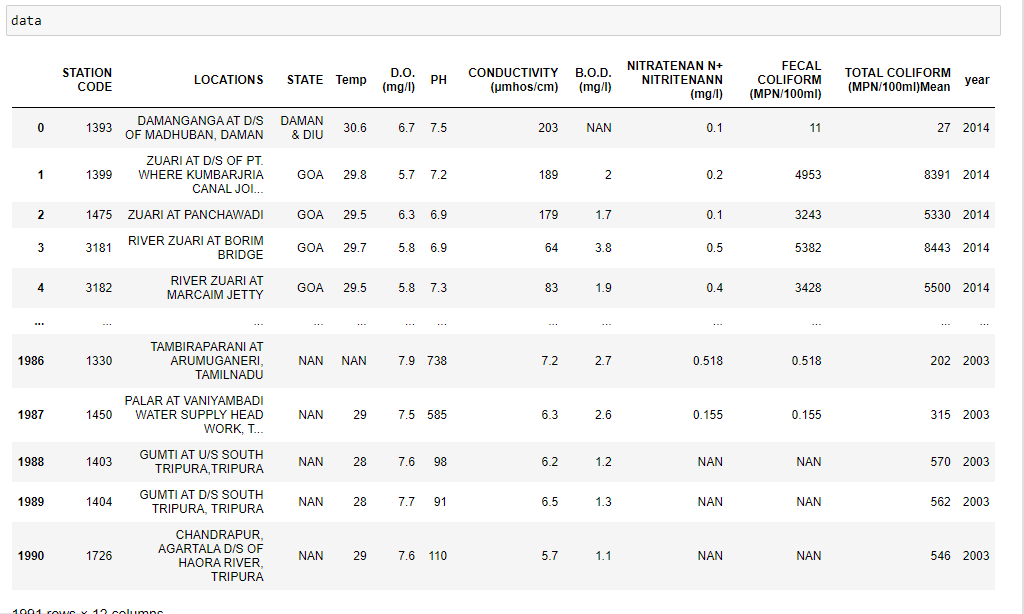 data
STATION CODE LOCATIONS STATE Temp D.O. (mg/l) PH CONDUCTIVITY (µmhos/cm) B.O.D. (mg/l) NITRATENAN N+ NITRITENANN (mg/l) FECAL COLIFORM (MPN/100ml) TOTAL COLIFORM (MPN/100ml)Mean year
0 1393 DAMANGANGA AT D/S OF MADHUBAN, DAMAN DAMAN & DIU 30.6 6.7 7.5 203 NAN 0.1 11 27 2014
1 1399 ZUARI AT D/S OF PT. WHERE KUMBARJRIA CANAL JOI... GOA 29.8 5.7 7.2 189 2 0.2 4953 8391 2014
2 1475 ZUARI AT PANCHAWADI GOA 29.5 6.3 6.9 179 1.7 0.1 3243 5330 2014
3 3181 RIVER ZUARI AT BORIM BRIDGE GOA 29.7 5.8 6.9 64 3.8 0.5 5382 8443 2014
4 3182 RIVER ZUARI AT MARCAIM JETTY GOA 29.5 5.8 7.3 83 1.9 0.4 3428 5500 2014
... ... ... ... ... ... ... ... ... ... ... ... ...
1986 1330 TAMBIRAPARANI AT ARUMUGANERI, TAMILNADU NAN NAN 7.9 738 7.2 2.7 0.518 0.518 202 2003
1987 1450 PALAR AT VANIYAMBADI WATER SUPPLY HEAD WORK, T... NAN 29 7.5 585 6.3 2.6 0.155 0.155 315 2003
1988 1403 GUMTI AT U/S SOUTH TRIPURA,TRIPURA NAN 28 7.6 98 6.2 1.2 NAN NAN 570 2003
1989 1404 GUMTI AT D/S SOUTH TRIPURA, TRIPURA NAN 28 7.7 91 6.5 1.3 NAN NAN 562 2003
1990 1726 CHANDRAPUR, AGARTALA D/S OF HAORA RIVER, TRIPURA NAN 29 7.6 110 5.7 1.1 NAN NAN 546 2003
1991 rows × 12 columns